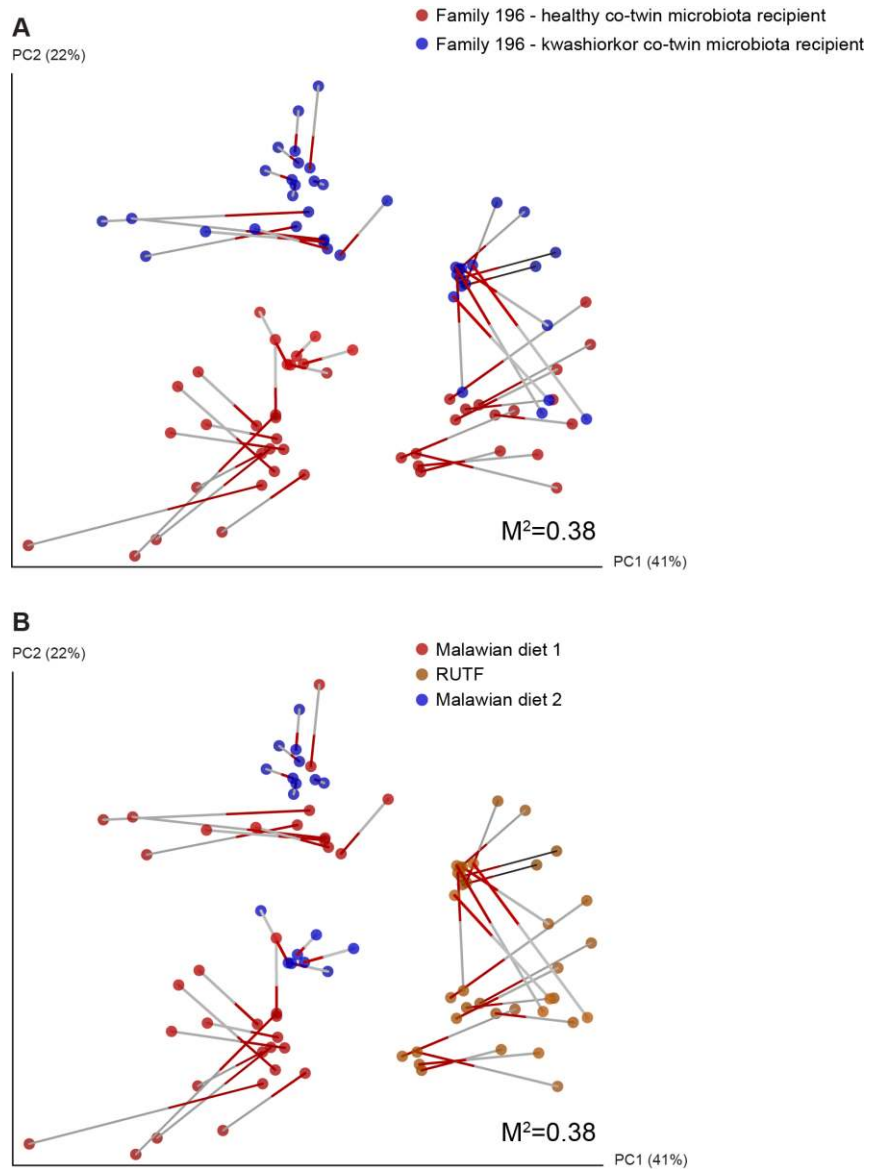 A
Family 196 - healthy co-twin microbiota recipient
Family 196 - kwashiorkor co-twin microbiota recipient
PC2 (22%)
M²=0.38
PC1 (41%)
B
PC2 (22%)
Malawian diet 1
RUTF
Malawian diet 2
M²=0.38
PC1 (41%)